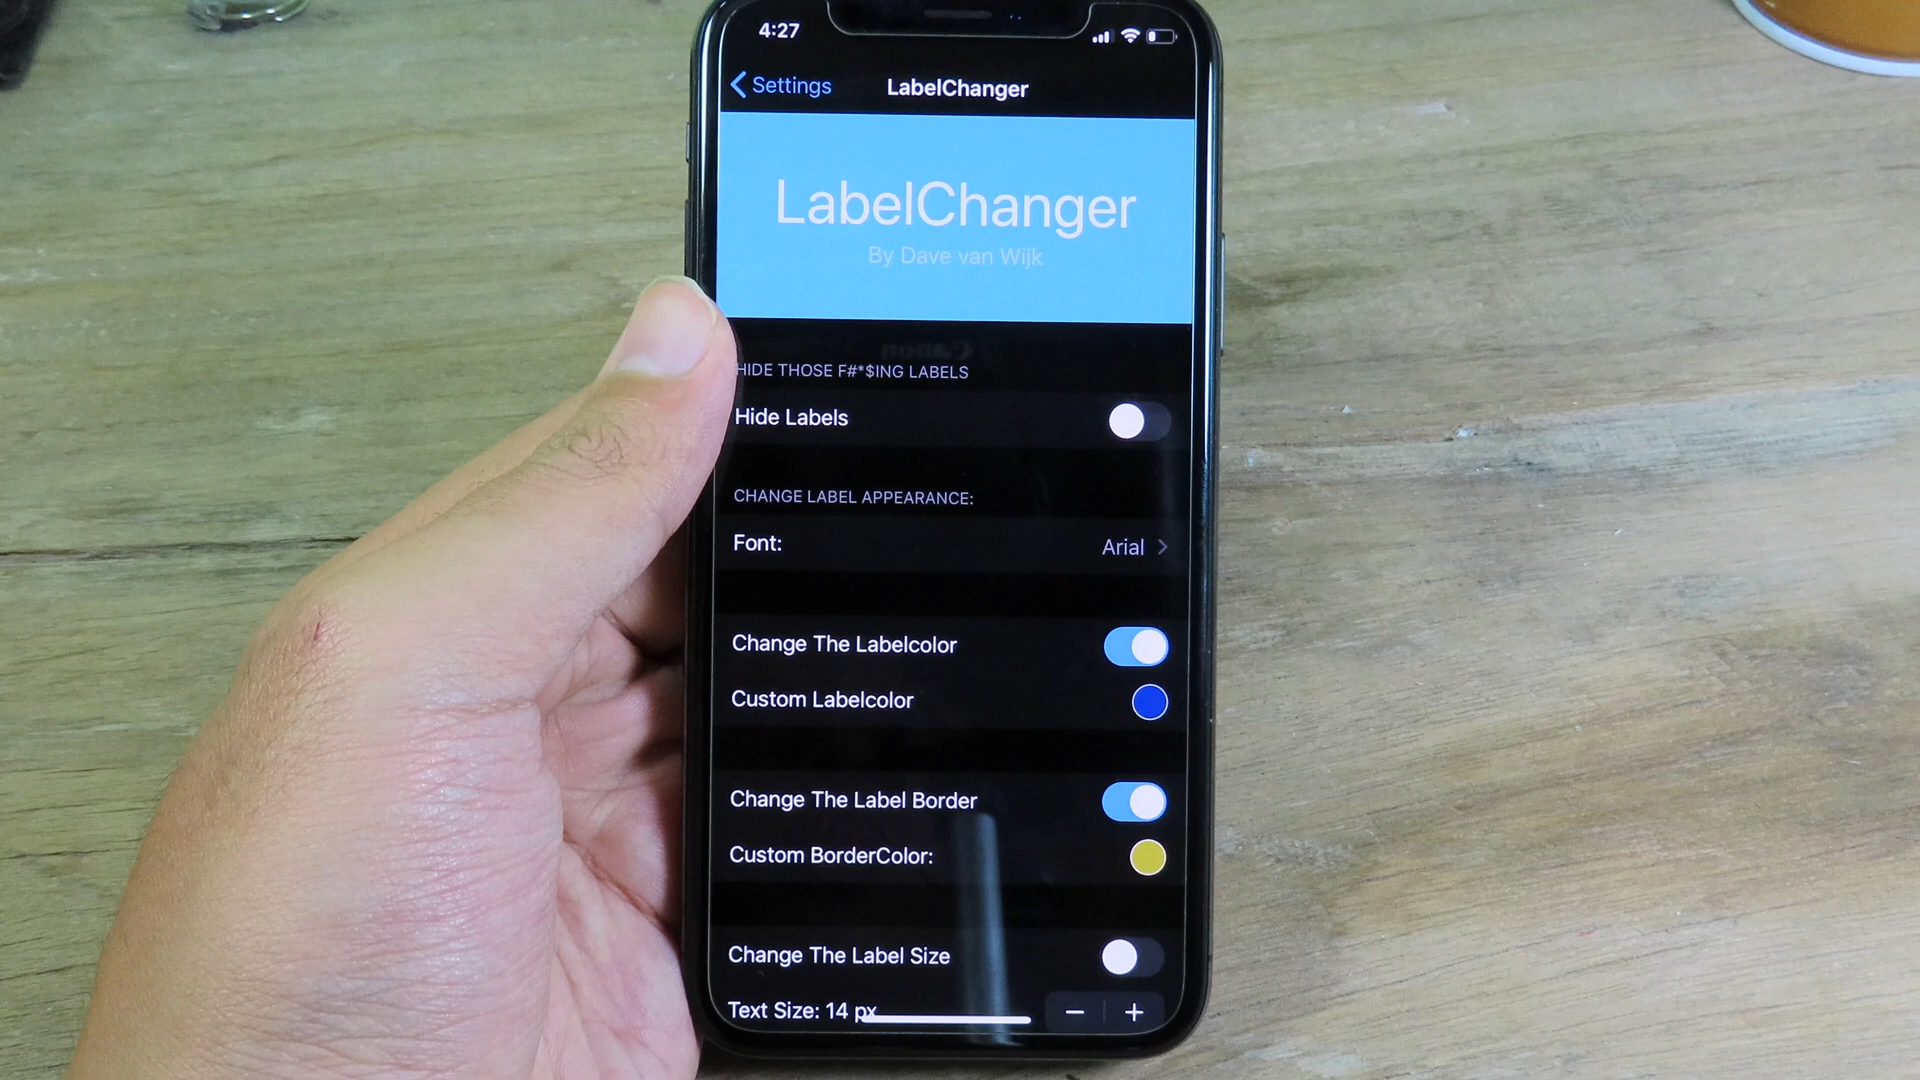 4:27
Settings
LabelChanger
LabelChanger
By Dave van Wijk
Canon
HIDE THOSE F#*$ING LABELS
Hide Labels
CHANGE LABEL APPEARANCE:
Font: Arial
Change The Labelcolor
Custom Labelcolor
Change The Label Border
Custom BorderColor:
Change The Label Size
Text Size: 14 px - +